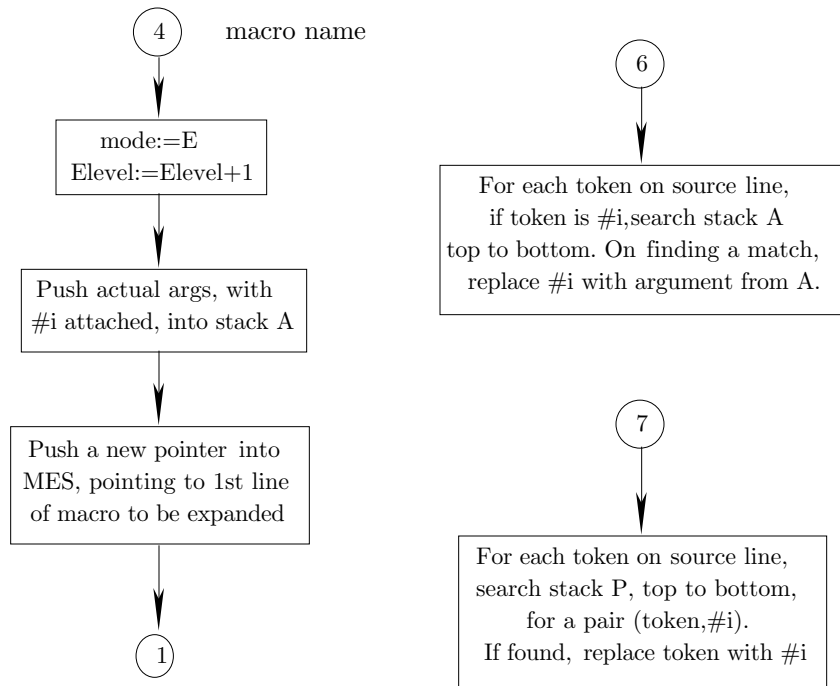 4
macro name
mode:=E
Elevel:=Elevel+1
Push actual args, with
#i attached, into stack A
Push a new pointer into
MES, pointing to 1st line
of macro to be expanded
1
6
For each token on source line,
if token is #i,search stack A
top to bottom. On finding a match,
replace #i with argument from A.
7
For each token on source line,
search stack P, top to bottom,
for a pair (token,#i).
If found, replace token with #i